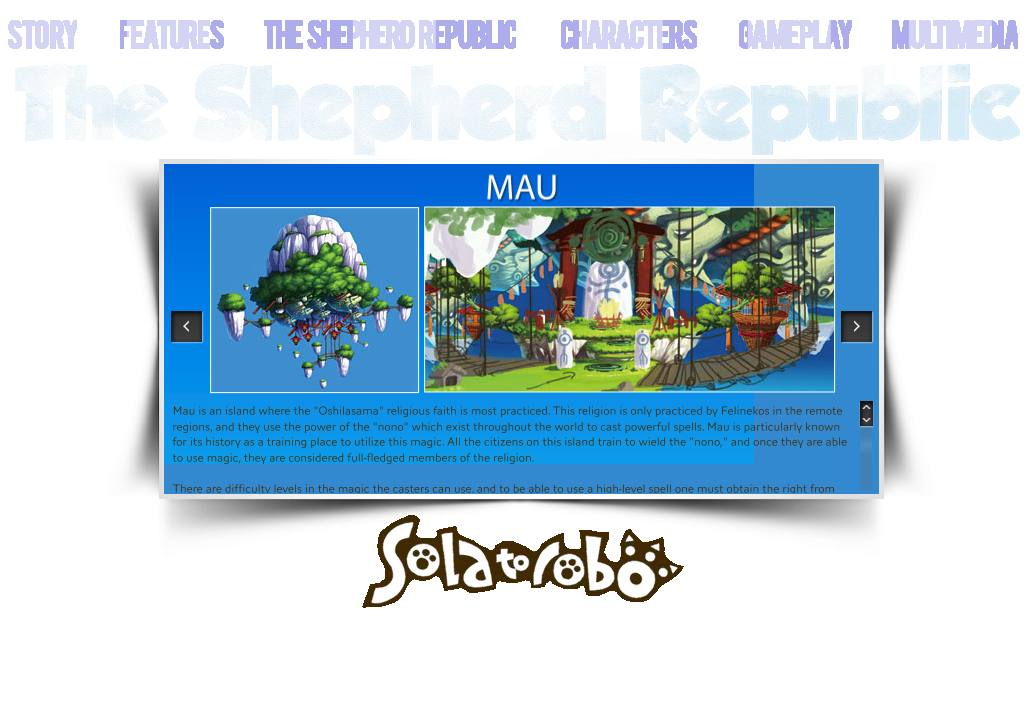 STORY FEATURES THE SHEPHERD REPUBLIC CHARACTERS GAMEPLAY MULTIMEDIA
The Shepherd Republic
MAU
Mau is an island where the "Oshilasama" religious faith is most practiced. This religion is only practiced by Felinekos in the remote
regions, and they use the power of the "nono" which exist throughout the world to cast powerful spells. Mau is particularly known
for its history as a training place to utilize this magic. All the citizens on this island train to wield the "nono," and once they are able
to use magic, they are considered full-fledged members of the religion.
There are difficulty levels in the magic the casters can use, and to be able to use a high-level spell one must obtain the right from
Solatorobo